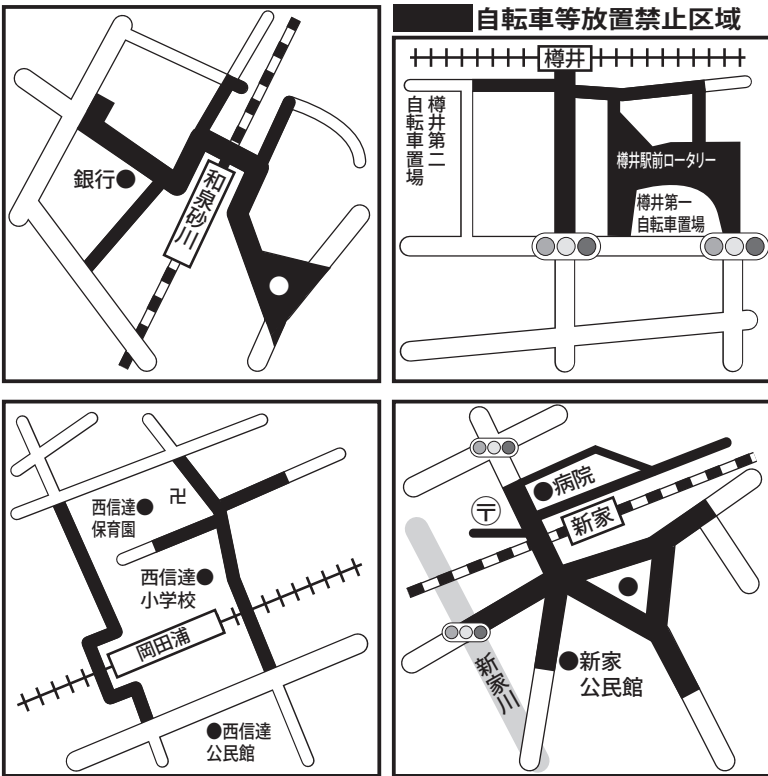 自転車等放置禁止区域
銀行
和泉砂川
樽井
樽井第二
自転車置場
樽井駅前ロータリー
樽井第一
自転車置場
西信達
保育園
卍
西信達
小学校
岡田浦
西信達
公民館
病院
〒
新家
新家
公民館
新家川